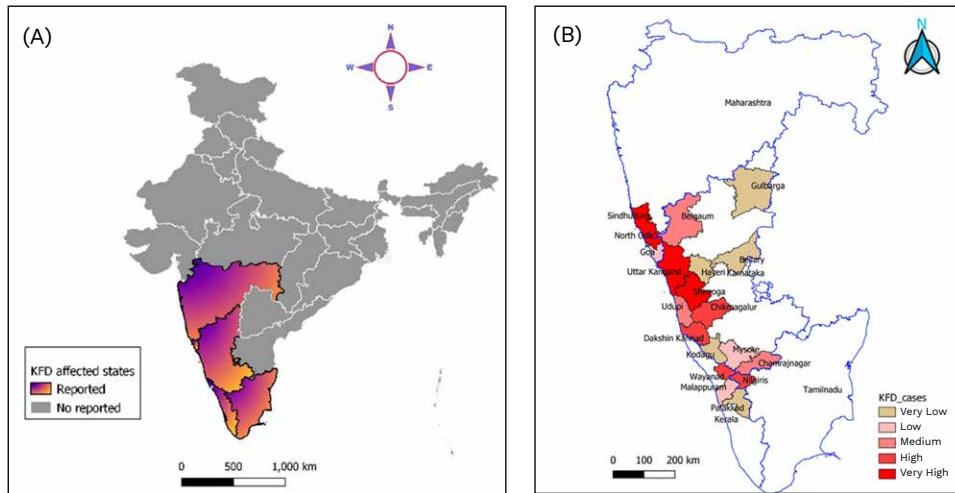 (A)
N
W
E
S
KFD affected states
Reported
No reported
0 500 1,000 km
(B)
N
Maharashtra
Gulbarga
Sindhudurg
Belgaum
North Goa
Goa
Bellary
Uttar Kannand
Haveri
Karnataka
Shimoga
Udupi
Chikmagalur
Dakshin Kannad
Mysore
Kodagu
Chamrajnagar
Wayanad
Nilgiris
Malappuram
Tamilnadu
Palakkad
Kerala
KFD_cases
Very Low
Low
Medium
High
Very High
0 100 200 km